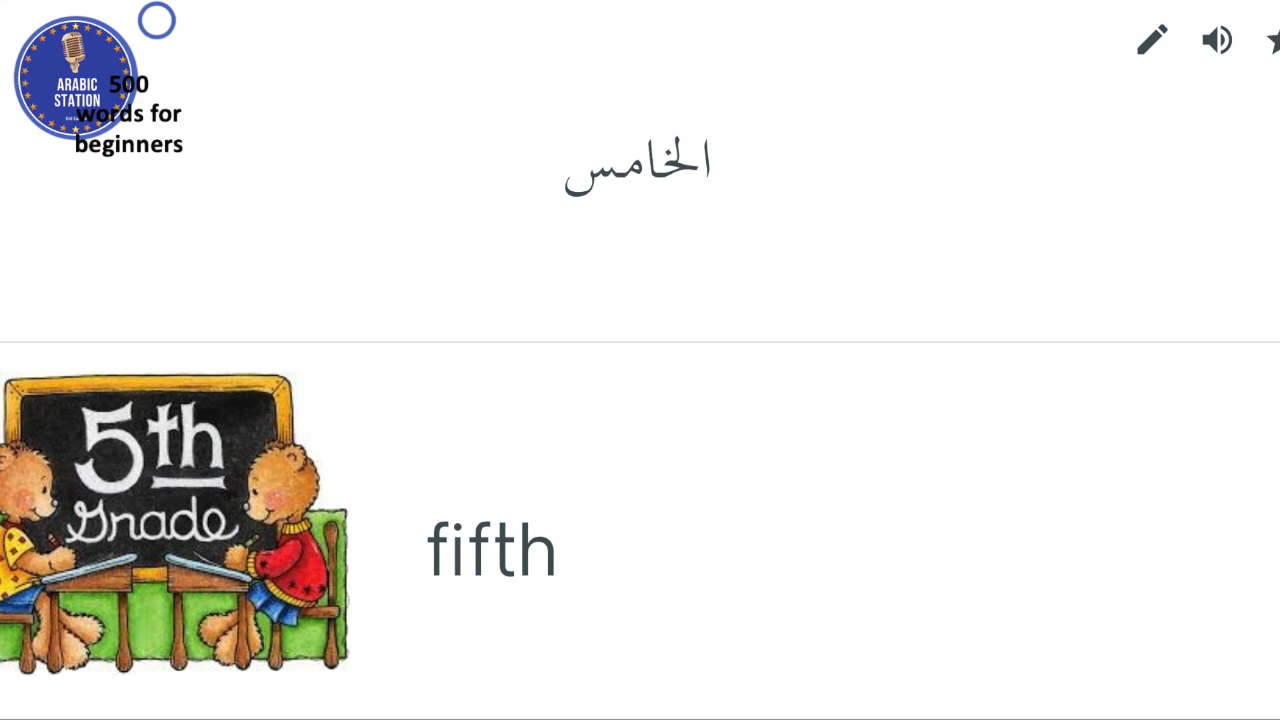 ARABIC
STATION
500
words for
beginners
الخامس
5th
Grade
fifth